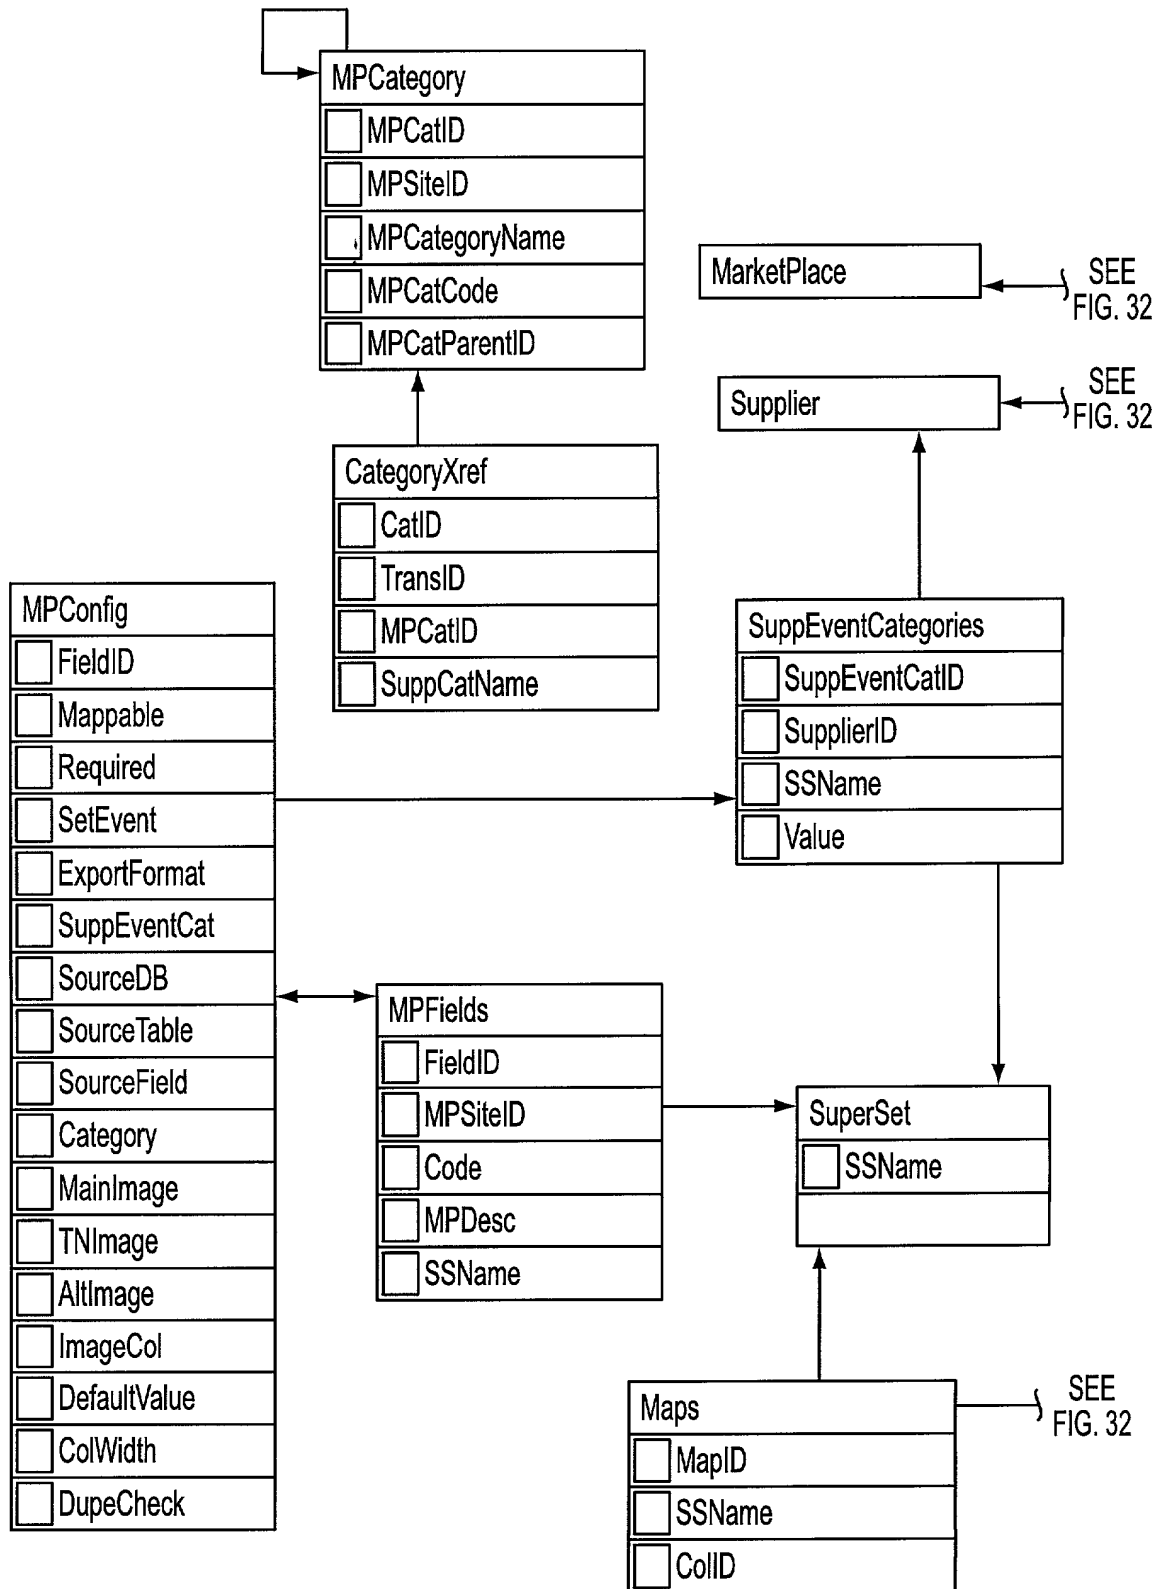 MPCategory
MPCatID
MPSiteID
MPCategoryName
MPCatCode
MPCatParentID
MarketPlace
SEE
FIG. 32
Supplier
SEE
FIG. 32
CategoryXref
CatID
TransID
MPCatID
SuppCatName
MPConfig
FieldID
Mappable
Required
SetEvent
ExportFormat
SuppEventCat
SourceDB
SourceTable
SourceField
Category
MainImage
TNImage
AltImage
ImageCol
DefaultValue
ColWidth
DupeCheck
SuppEventCategories
SuppEventCatID
SupplierID
SSName
Value
MPFields
FieldID
MPSiteID
Code
MPDesc
SSName
SuperSet
SSName
Maps
MapID
SSName
ColID
SEE
FIG. 32